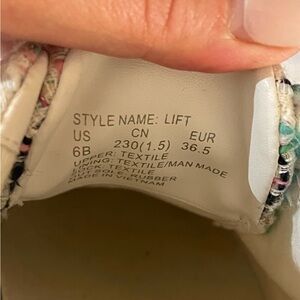 STYLE NAME: LIFT
US CN EUR
6B 230(1.5) 36.5
UPPER: TEXTILE
LINING: TEXTILE/MAN MADE
SOCK: TEXTILE
OUT SOLE: RUBBER
MADE IN VIETNAM